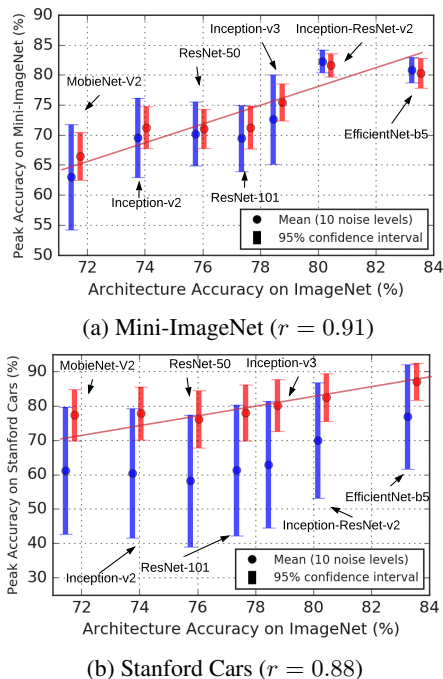 Peak Accuracy on Mini-ImageNet (%)
90
85
80
75
70
65
60
55
50
Inception-v3
Inception-ResNet-v2
ResNet-50
MobieNet-V2
EfficientNet-b5
Inception-v2
ResNet-101
Mean (10 noise levels)
95% confidence interval
72 74 76 78 80 82 84
Architecture Accuracy on ImageNet (%)
(a) Mini-ImageNet (r = 0.91)
Peak Accuracy on Stanford Cars (%)
90
80
70
60
50
40
30
MobieNet-V2
ResNet-50
Inception-v3
EfficientNet-b5
Inception-ResNet-v2
ResNet-101
Inception-v2
Mean (10 noise levels)
95% confidence interval
72 74 76 78 80 82 84
Architecture Accuracy on ImageNet (%)
(b) Stanford Cars (r = 0.88)